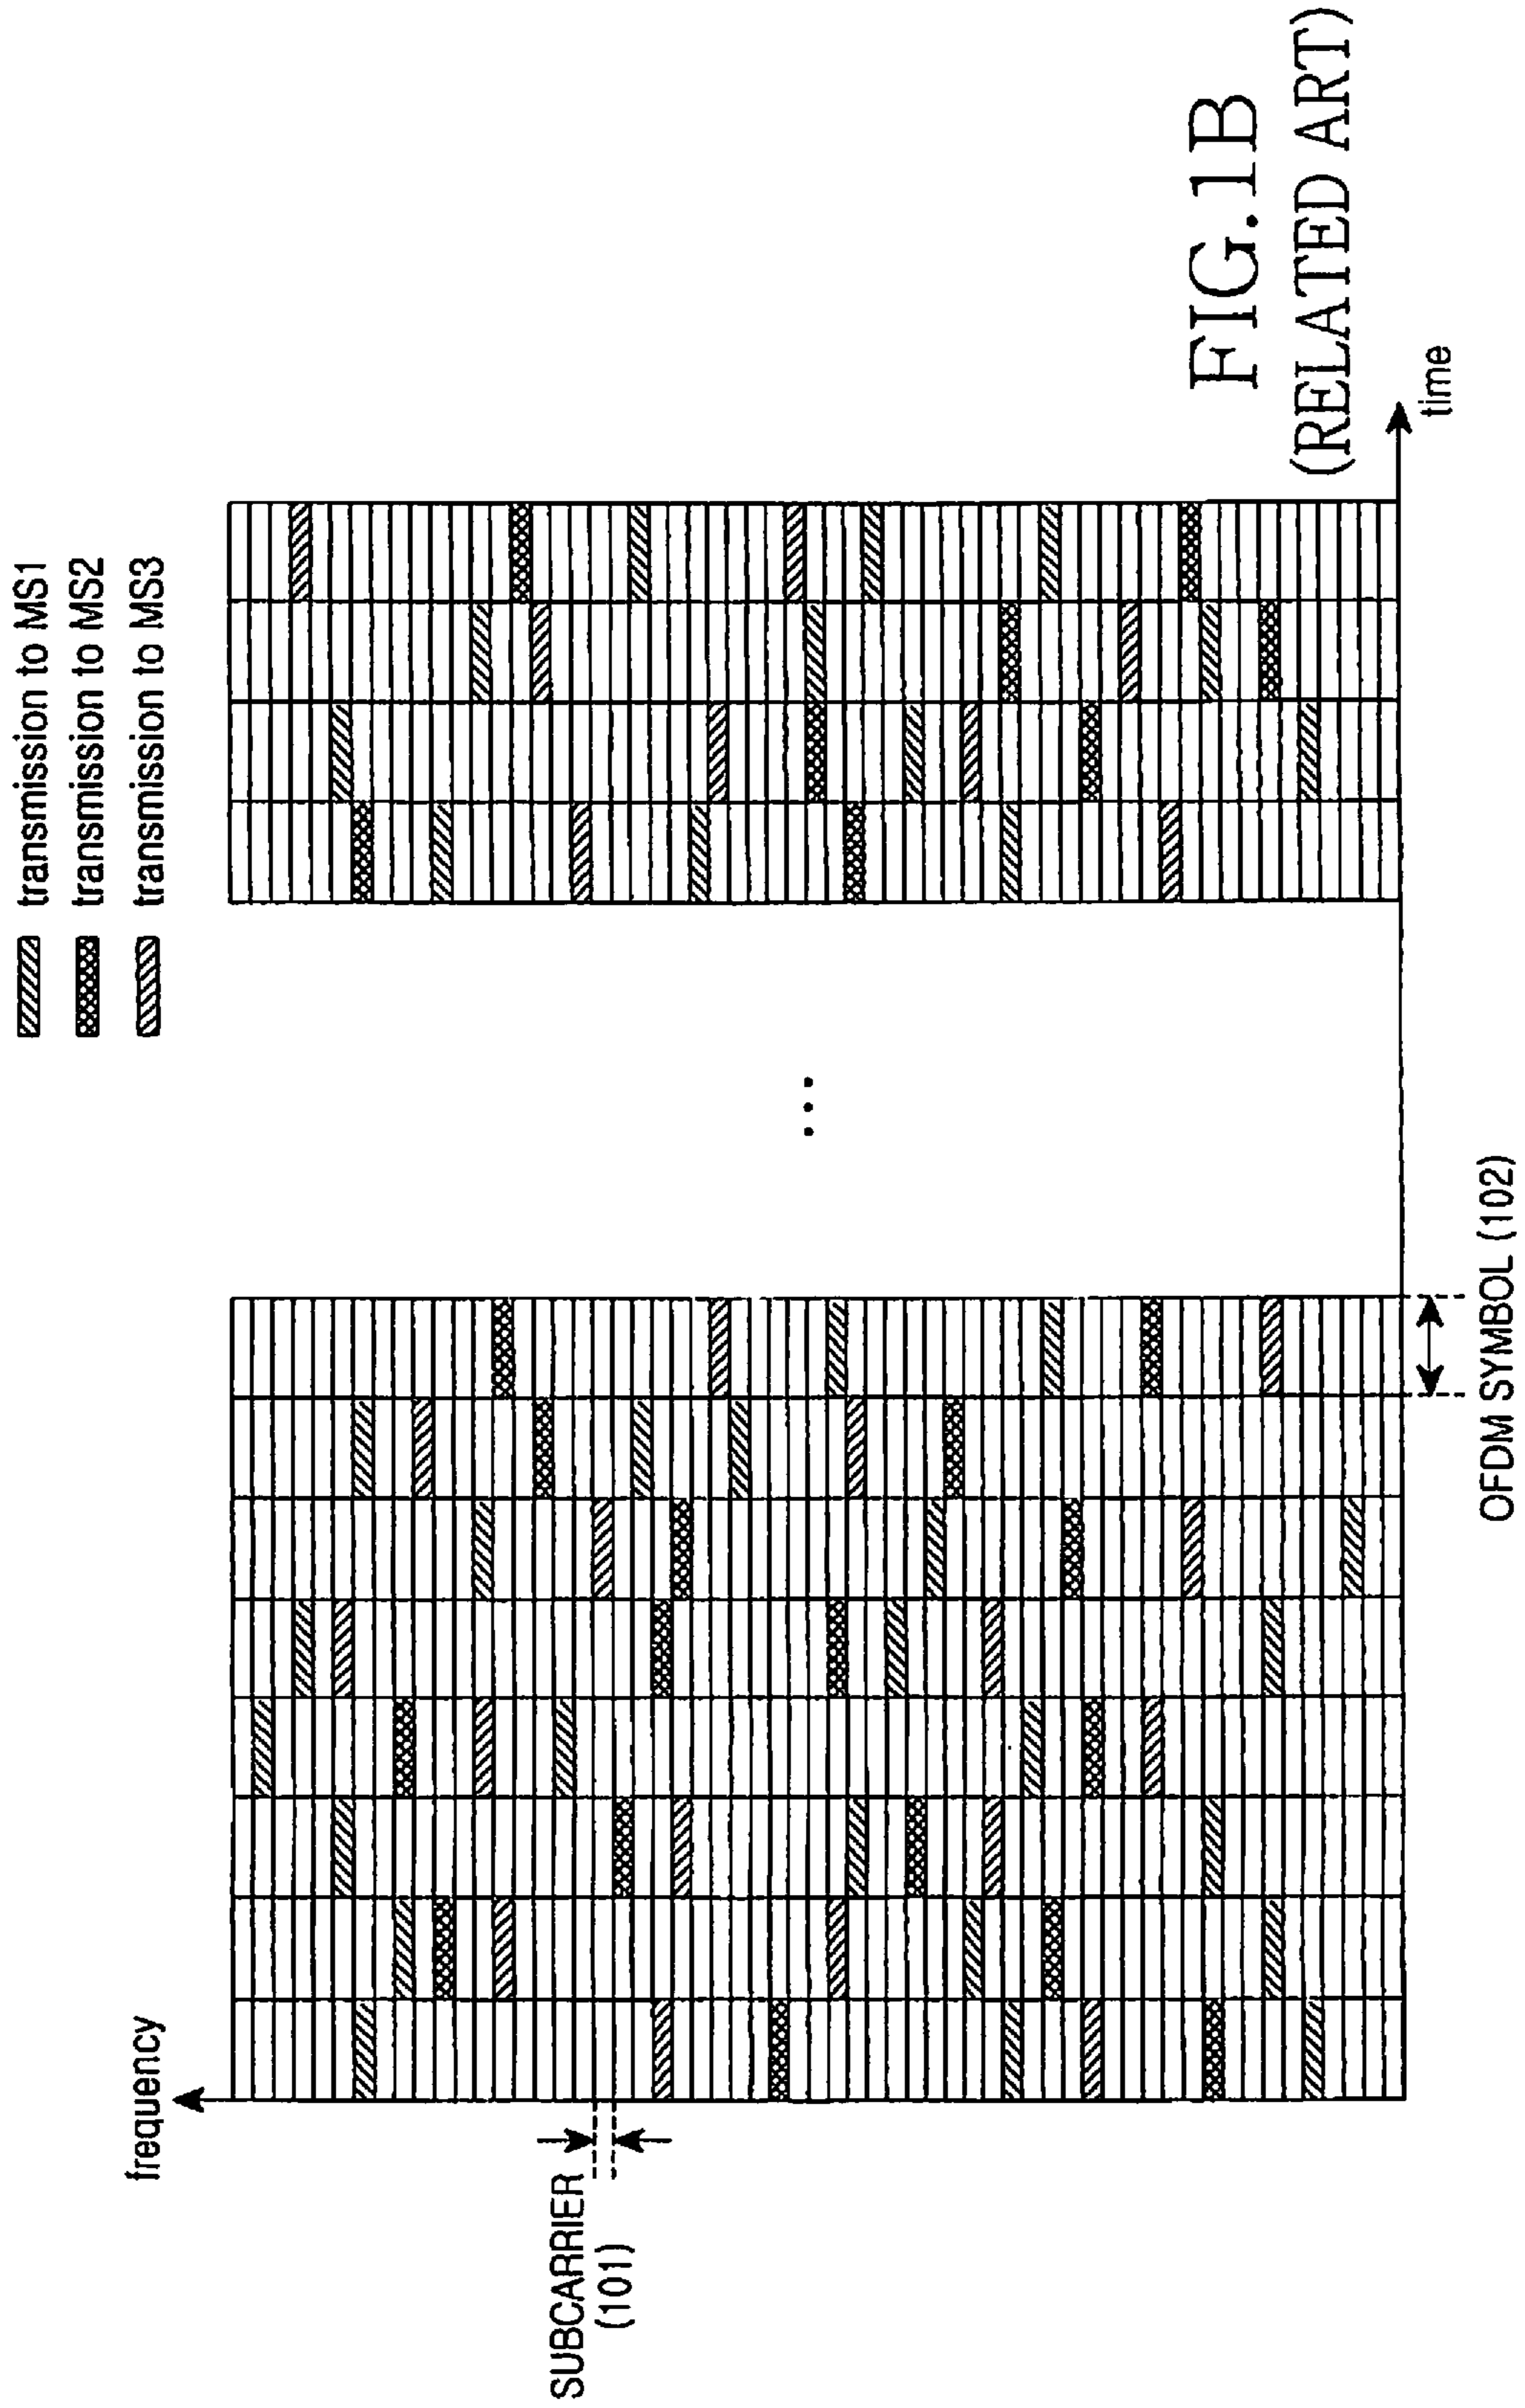 transmission to MS1
transmission to MS2
transmission to MS3
frequency
SUBCARRIER
(101)
...
OFDM SYMBOL (102)
time
FIG.1B
(RELATED ART)